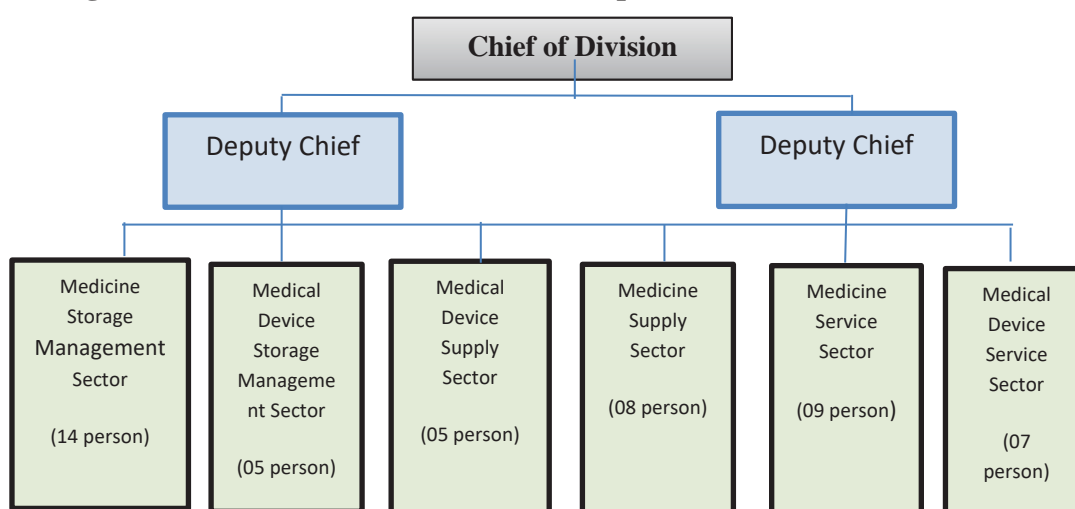 Chief of Division
Deputy Chief
Deputy Chief
Medicine
Storage
Management
Sector
(14 person)
Medical
Device
Storage
Manageme
nt Sector
(05 person)
Medical
Device
Supply
Sector
(05 person)
Medicine
Supply
Sector
(08 person)
Medicine
Service
Sector
(09 person)
Medical
Device
Service
Sector
(07
person)